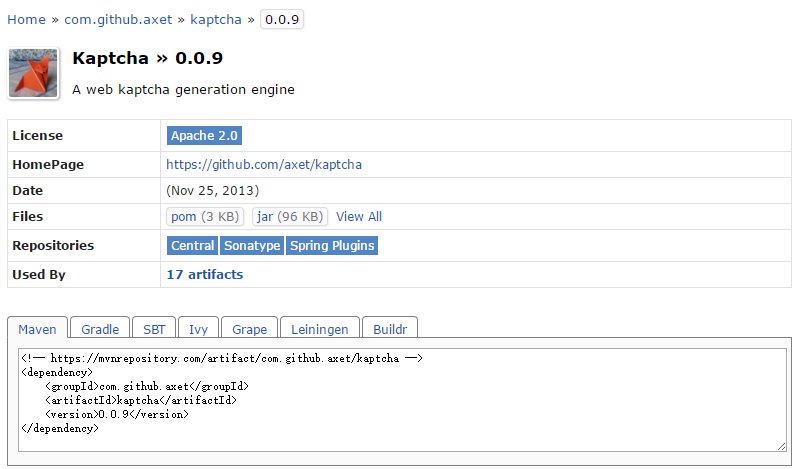 Home » com.github.axet » kaptcha » 0.0.9
Kaptcha » 0.0.9
A web kaptcha generation engine
License Apache 2.0
HomePage https://github.com/axet/kaptcha
Date (Nov 25, 2013)
Files pom (3 KB) jar (96 KB) View All
Repositories Central Sonatype Spring Plugins
Used By 17 artifacts
Maven Gradle SBT Ivy Grape Leiningen Buildr
<!-- https://mvnrepository.com/artifact/com.github.axet/kaptcha -->
<dependency>
    <groupId>com.github.axet</groupId>
    <artifactId>kaptcha</artifactId>
    <version>0.0.9</version>
</dependency>